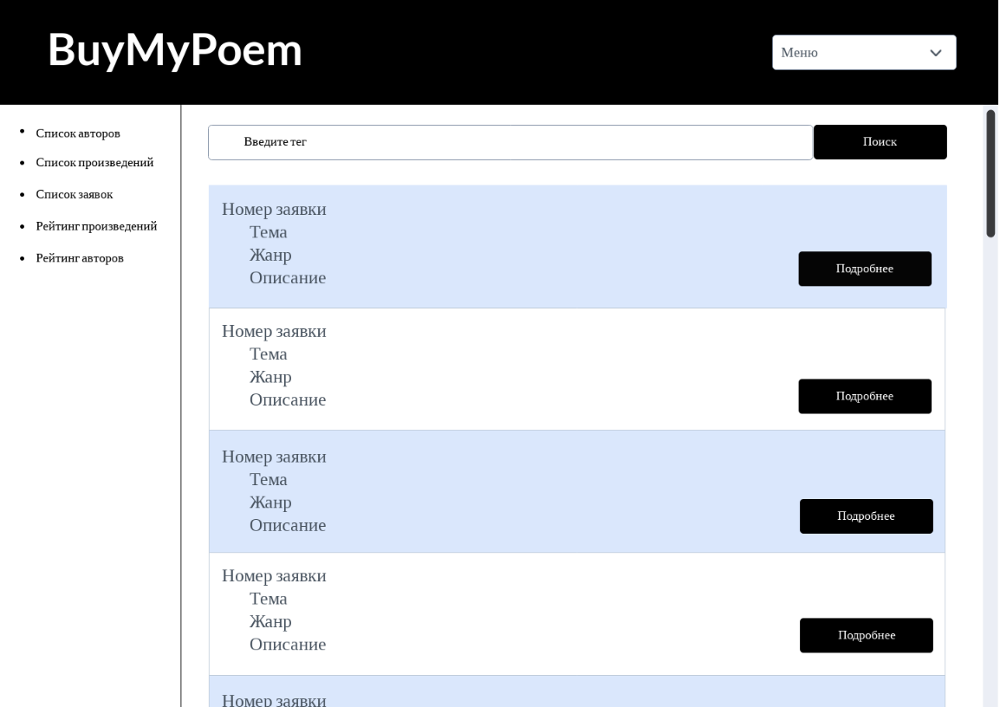 BuyMyPoem
Меню
Список авторов
Список произведений
Список заявок
Рейтинг произведений
Рейтинг авторов
Введите тег
Поиск
Номер заявки
Тема
Жанр
Описание
Подробнее
Номер заявки
Тема
Жанр
Описание
Подробнее
Номер заявки
Тема
Жанр
Описание
Подробнее
Номер заявки
Тема
Жанр
Описание
Подробнее
Номер заявки